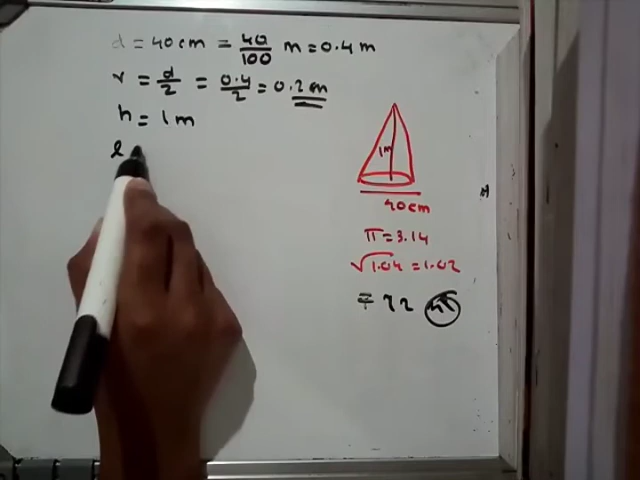 d = 40 cm = 40/100 m = 0.4 m
r = d/2 = 0.4/2 = 0.2 m
h = 1 m
l
1m
40cm
π = 3.14
√1.04 = 1.02